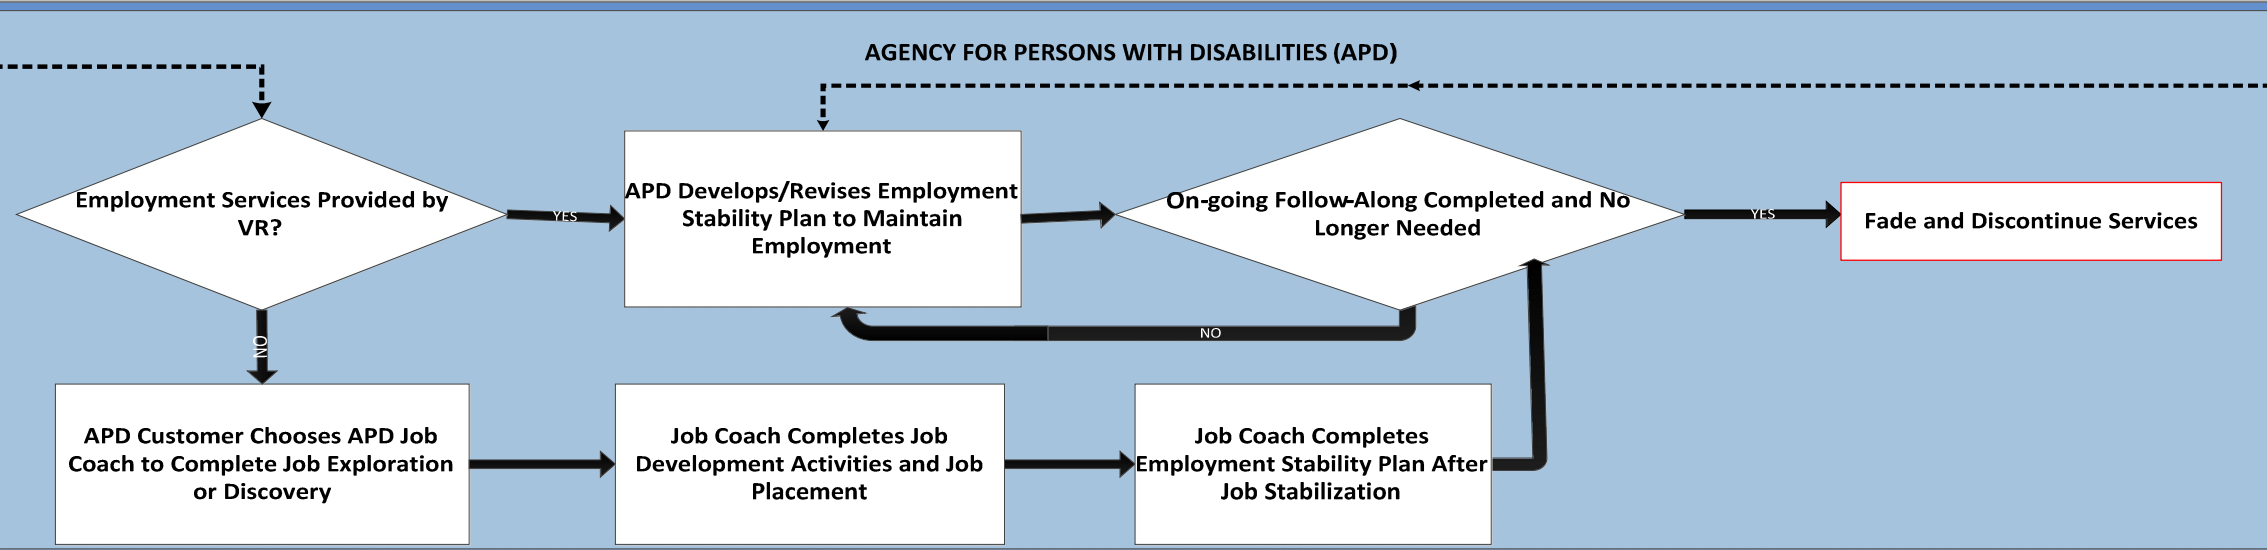 AGENCY FOR PERSONS WITH DISABILITIES (APD)
Employment Services Provided by
VR?
YES
APD Develops/Revises Employment
Stability Plan to Maintain
Employment
On-going Follow-Along Completed and No
Longer Needed
YES
Fade and Discontinue Services
NO
NO
APD Customer Chooses APD Job
Coach to Complete Job Exploration
or Discovery
Job Coach Completes Job
Development Activities and Job
Placement
Job Coach Completes
Employment Stability Plan After
Job Stabilization